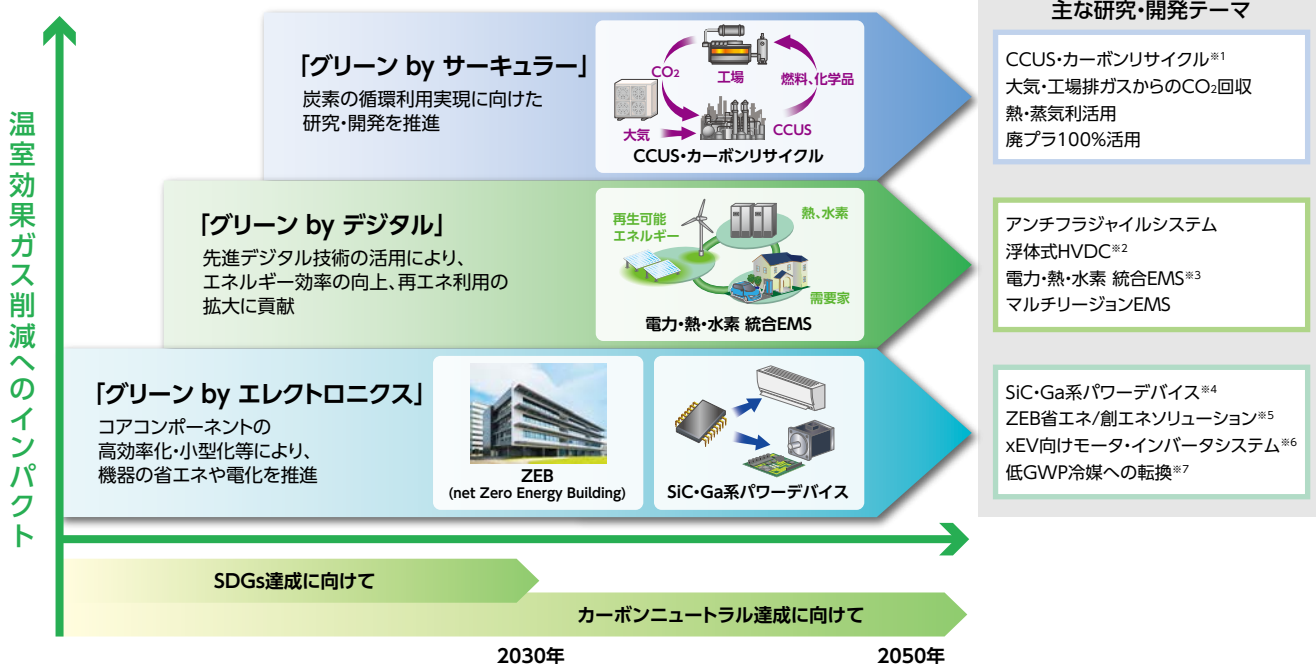 温室効果ガス削減へのインパクト
「グリーン by サーキュラー」
炭素の循環利用実現に向けた
研究・開発を推進
CO₂
工場
燃料、化学品
大気
CCUS
CCUS・カーボンリサイクル
「グリーン by デジタル」
先進デジタル技術の活用により、
エネルギー効率の向上、再エネ利用の
拡大に貢献
再生可能
エネルギー
熱、水素
需要家
電力・熱・水素 統合EMS
「グリーン by エレクトロニクス」
コアコンポーネントの
高効率化・小型化等により、
機器の省エネや電化を推進
ZEB
(net Zero Energy Building)
SiC・Ga系パワーデバイス
主な研究・開発テーマ
CCUS・カーボンリサイクル※1
大気・工場排ガスからのCO₂回収
熱・蒸気利活用
廃プラ100%活用
アンチフラジャイルシステム
浮体式HVDC※2
電力・熱・水素 統合EMS※3
マルチリージョンEMS
SiC・Ga系パワーデバイス※4
ZEB省エネ/創エネソリューション※5
xEV向けモータ・インバータシステム※6
低GWP冷媒への転換※7
SDGs達成に向けて
カーボンニュートラル達成に向けて
2030年
2050年